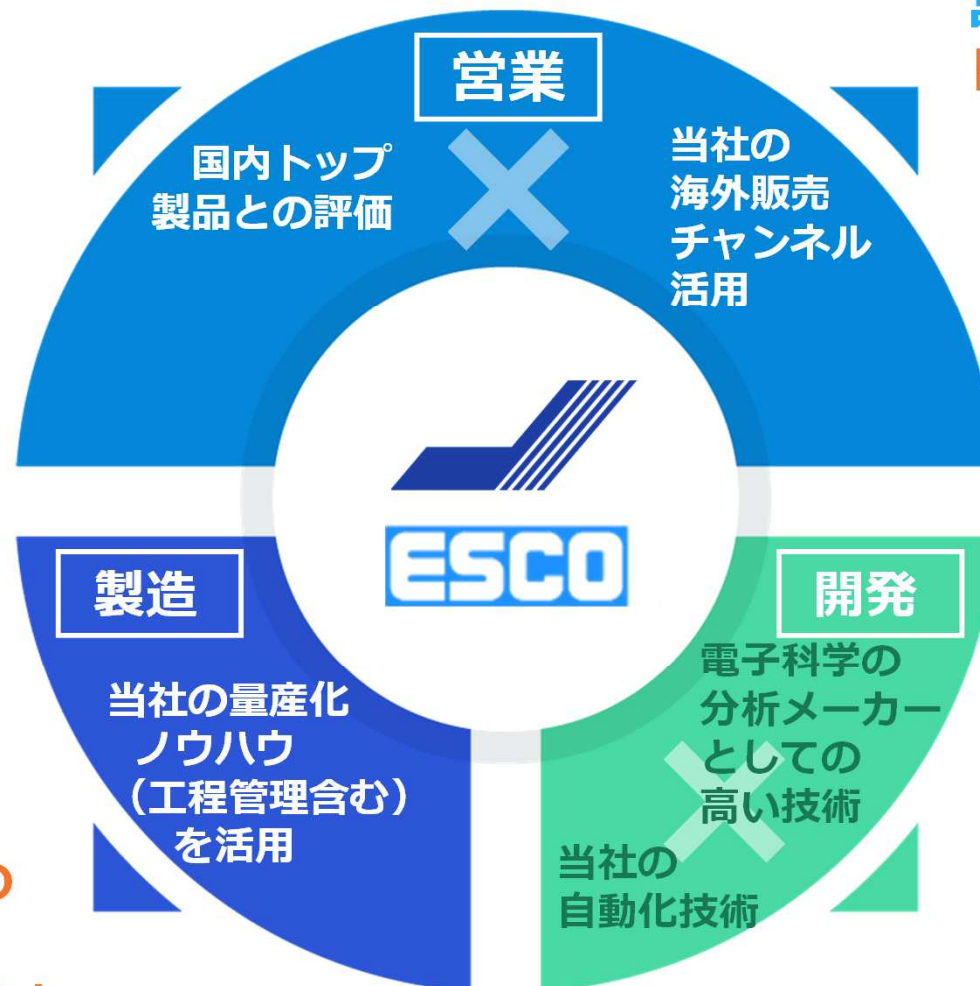 営業
国内トップ
製品との評価
当社の
海外販売
チャンネル
活用
ESCO
製造
当社の量産化
ノウハウ
（工程管理含む）
を活用
開発
電子科学の
分析メーカー
としての
高い技術
当社の
自動化技術